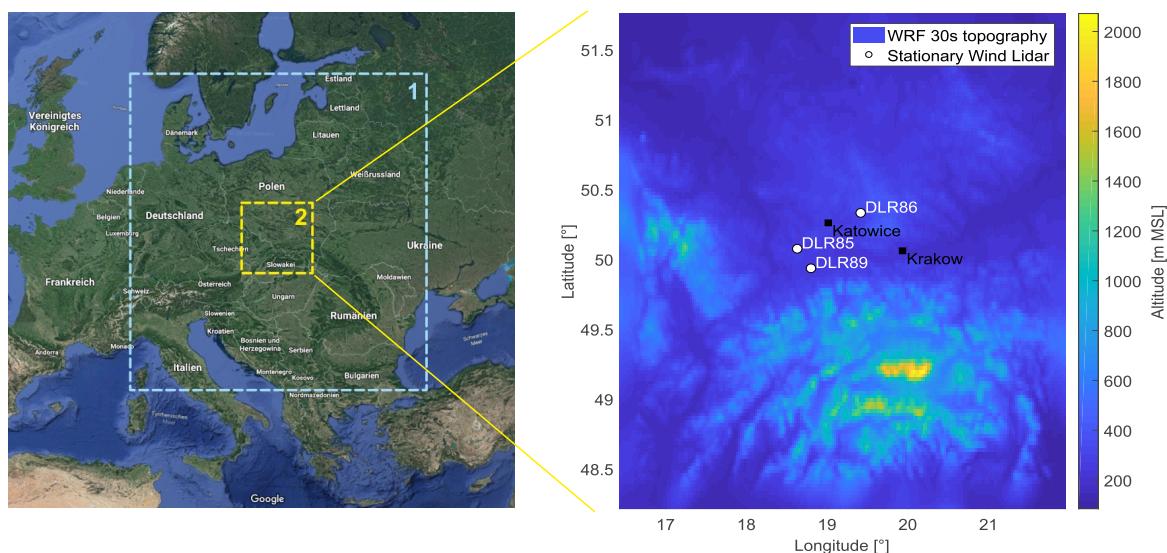 Estland
1
Lettland
Vereinigtes
Königreich
Dänemark
Litauen
Weißrussland
Polen
Niederlande
2
Belgien
Deutschland
Luxemburg
Tschechien
Ukraine
Slowakei
Frankreich
Österreich
Moldawien
Schweiz
Ungarn
Slowenien
Rumänien
Kroatien
Schwarzes
Meer
Bosnien und
Herzegowina
Serbien
Andorra
Monaco
Italien
Montenegro
Kosovo
Bulgarien
Nordmazedonien
Tyrrhenisches
Meer
Google
WRF 30s topography
Stationary Wind Lidar
DLR86
Katowice
DLR85
Krakow
DLR89
51.5
51
50.5
50
49.5
49
48.5
Latitude [°]
17
18
19
20
21
Longitude [°]
2000
1800
1600
1400
1200
1000
800
600
400
200
Altitude [m MSL]